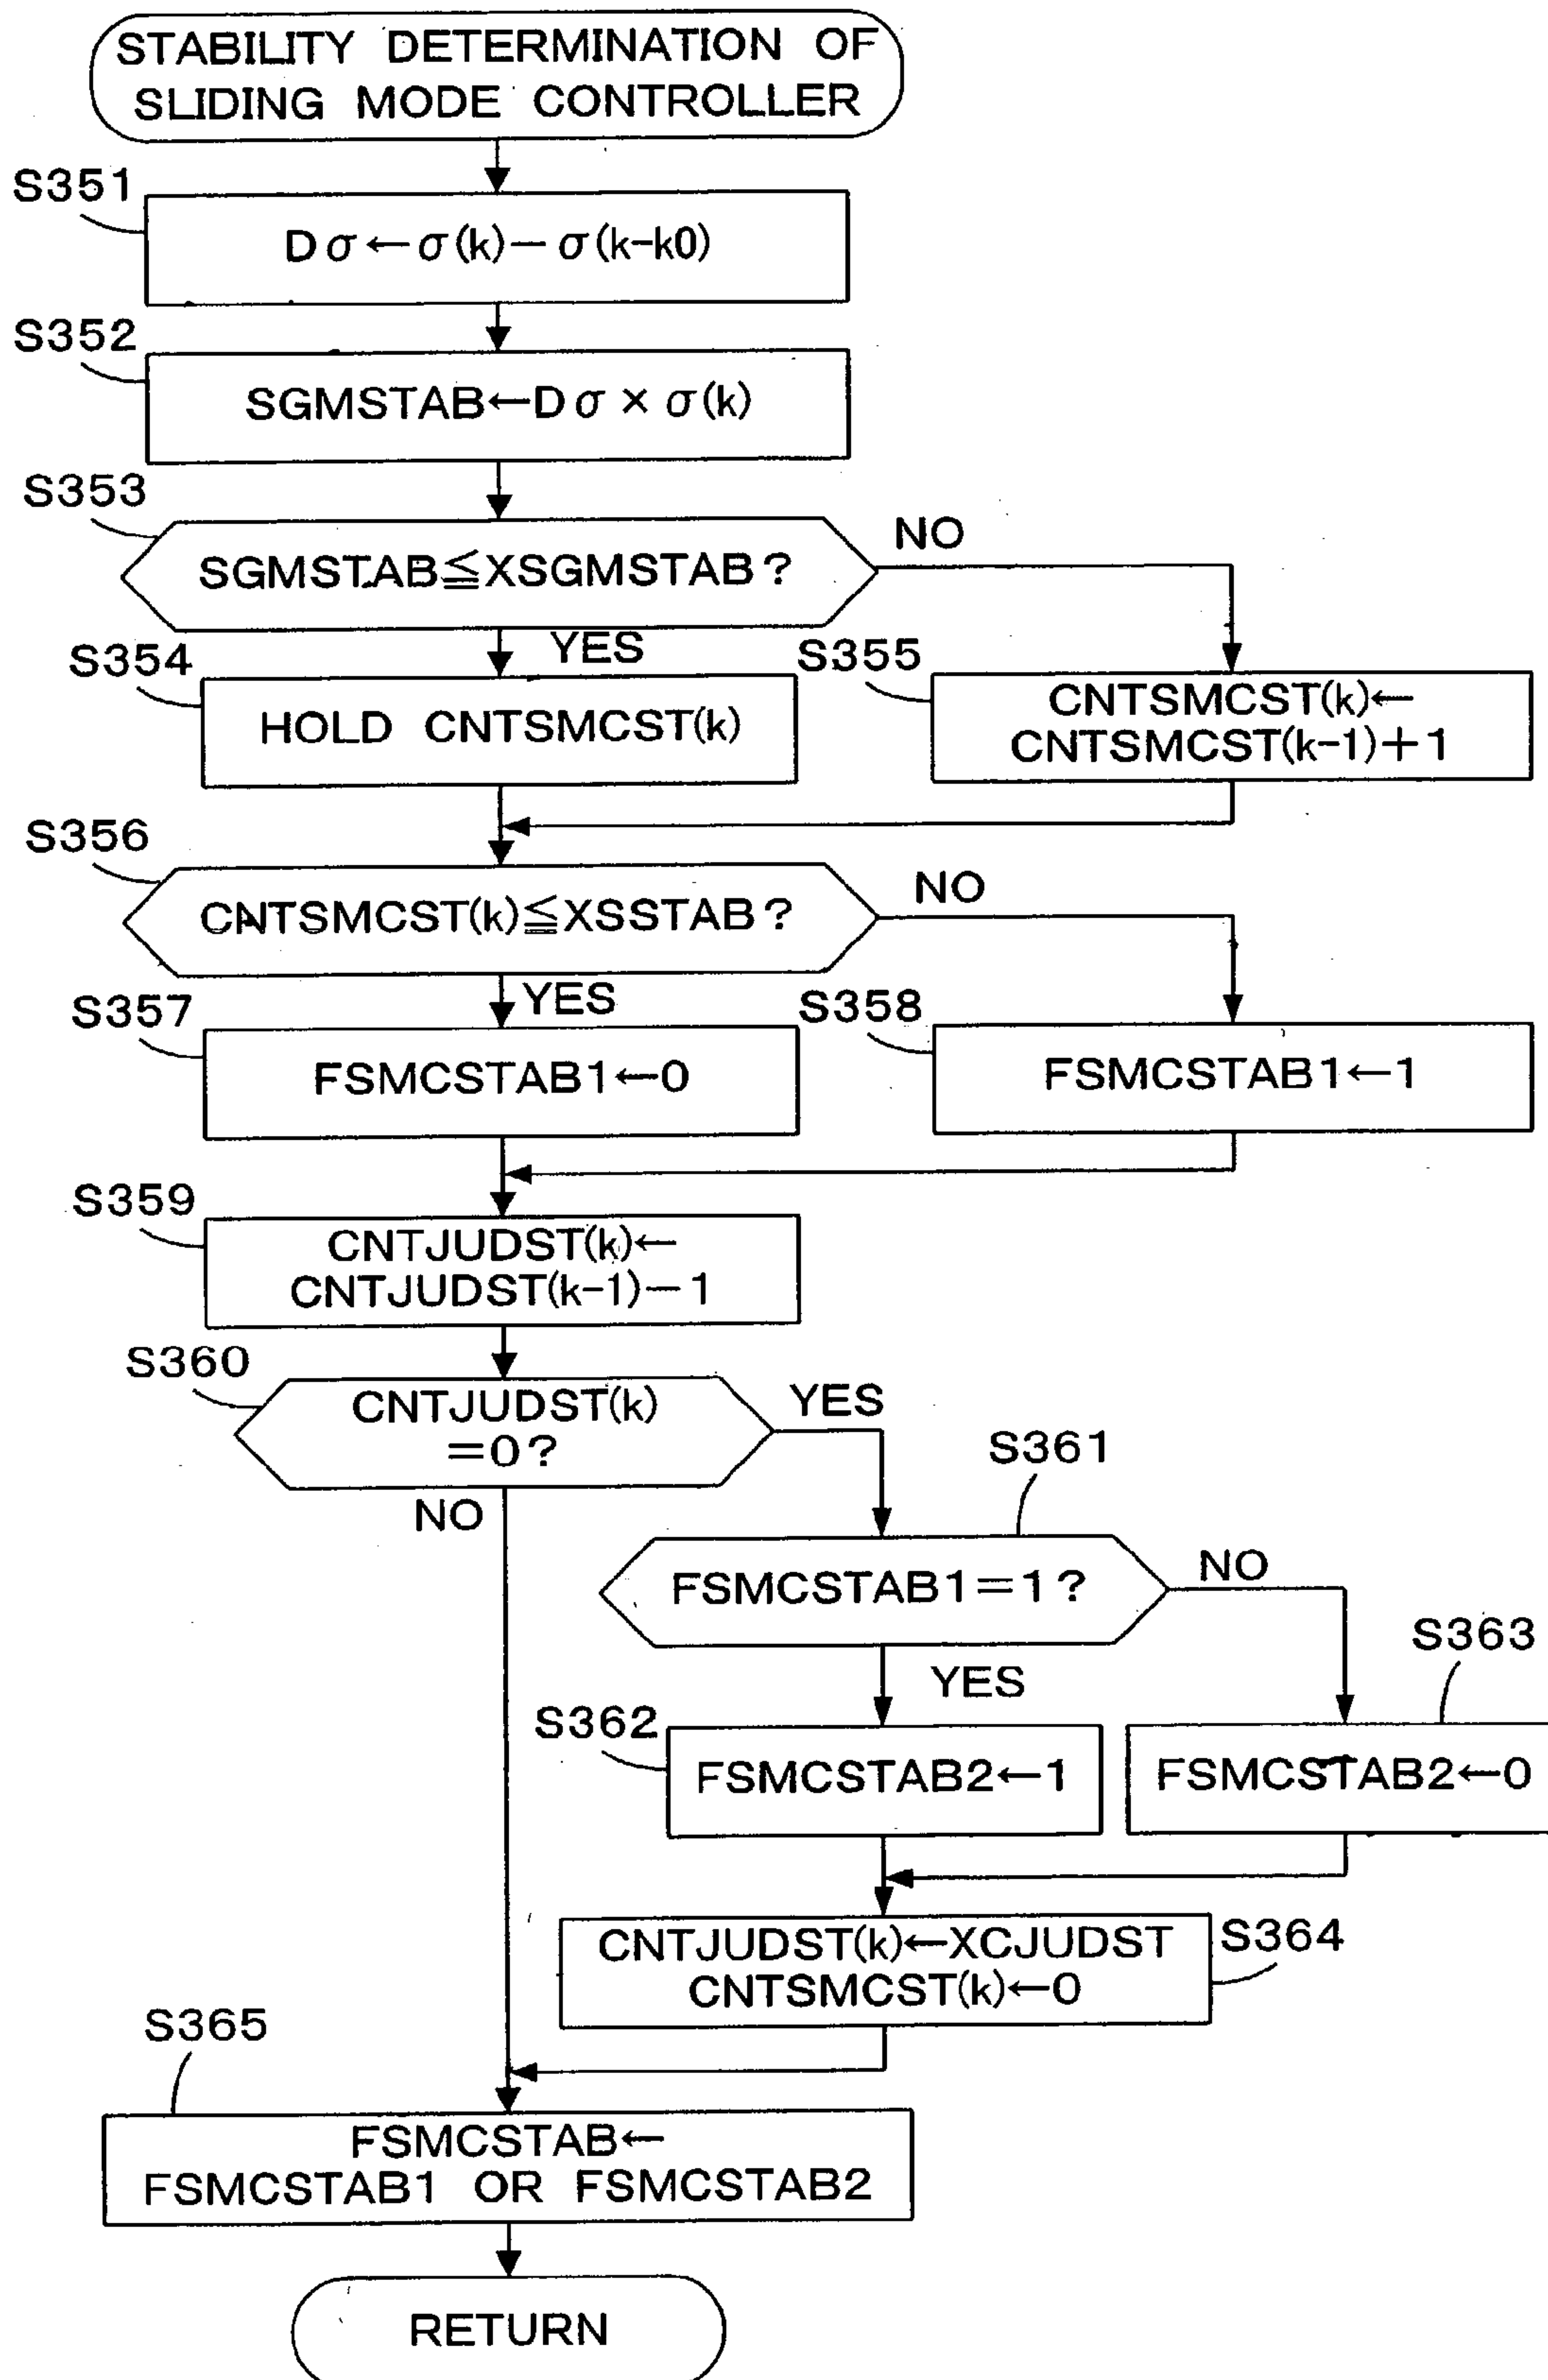 STABILITY DETERMINATION OF
SLIDING MODE CONTROLLER
S351
Dσ←σ(k)−σ(k-k0)
S352
SGMSTAB←Dσ×σ(k)
S353
SGMSTAB≦XSGMSTAB?
NO
YES
S354
HOLD CNTSMCST(k)
S355
CNTSMCST(k)←
CNTSMCST(k-1)+1
S356
CNTSMCST(k)≦XSSTAB?
NO
YES
S357
FSMCSTAB1←0
S358
FSMCSTAB1←1
S359
CNTJUDST(k)←
CNTJUDST(k-1)−1
S360
CNTJUDST(k)
=0?
YES
NO
S361
FSMCSTAB1=1?
NO
YES
S362
FSMCSTAB2←1
S363
FSMCSTAB2←0
CNTJUDST(k)←XCJUDST
CNTSMCST(k)←0
S364
S365
FSMCSTAB←
FSMCSTAB1 OR FSMCSTAB2
RETURN